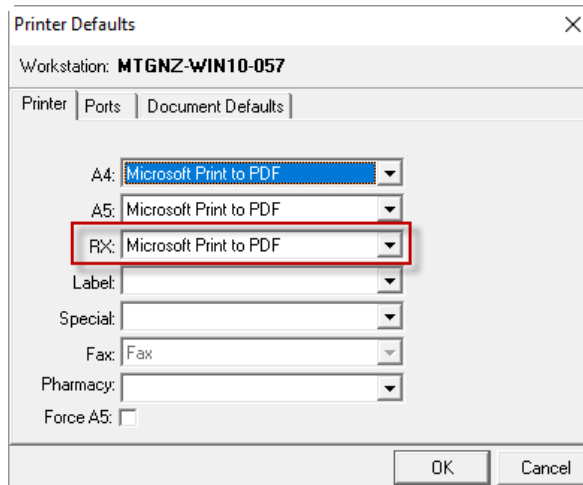 Printer Defaults
Workstation: MTGNZ-WIN10-057
Printer Ports Document Defaults
A4: Microsoft Print to PDF
A5: Microsoft Print to PDF
RX: Microsoft Print to PDF
Label:
Special:
Fax: Fax
Pharmacy:
Force A5:
OK Cancel